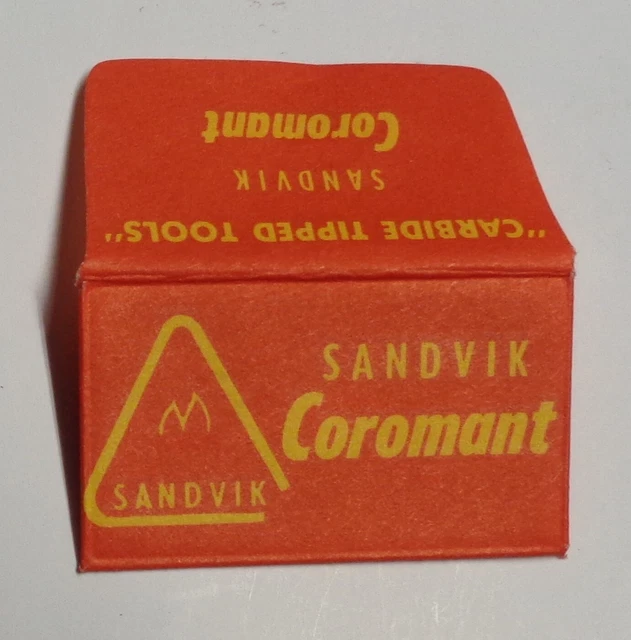 "CARBIDE TIPPED TOOLS"
SANDVIK
Coromant
SANDVIK
Coromant
SANDVIK